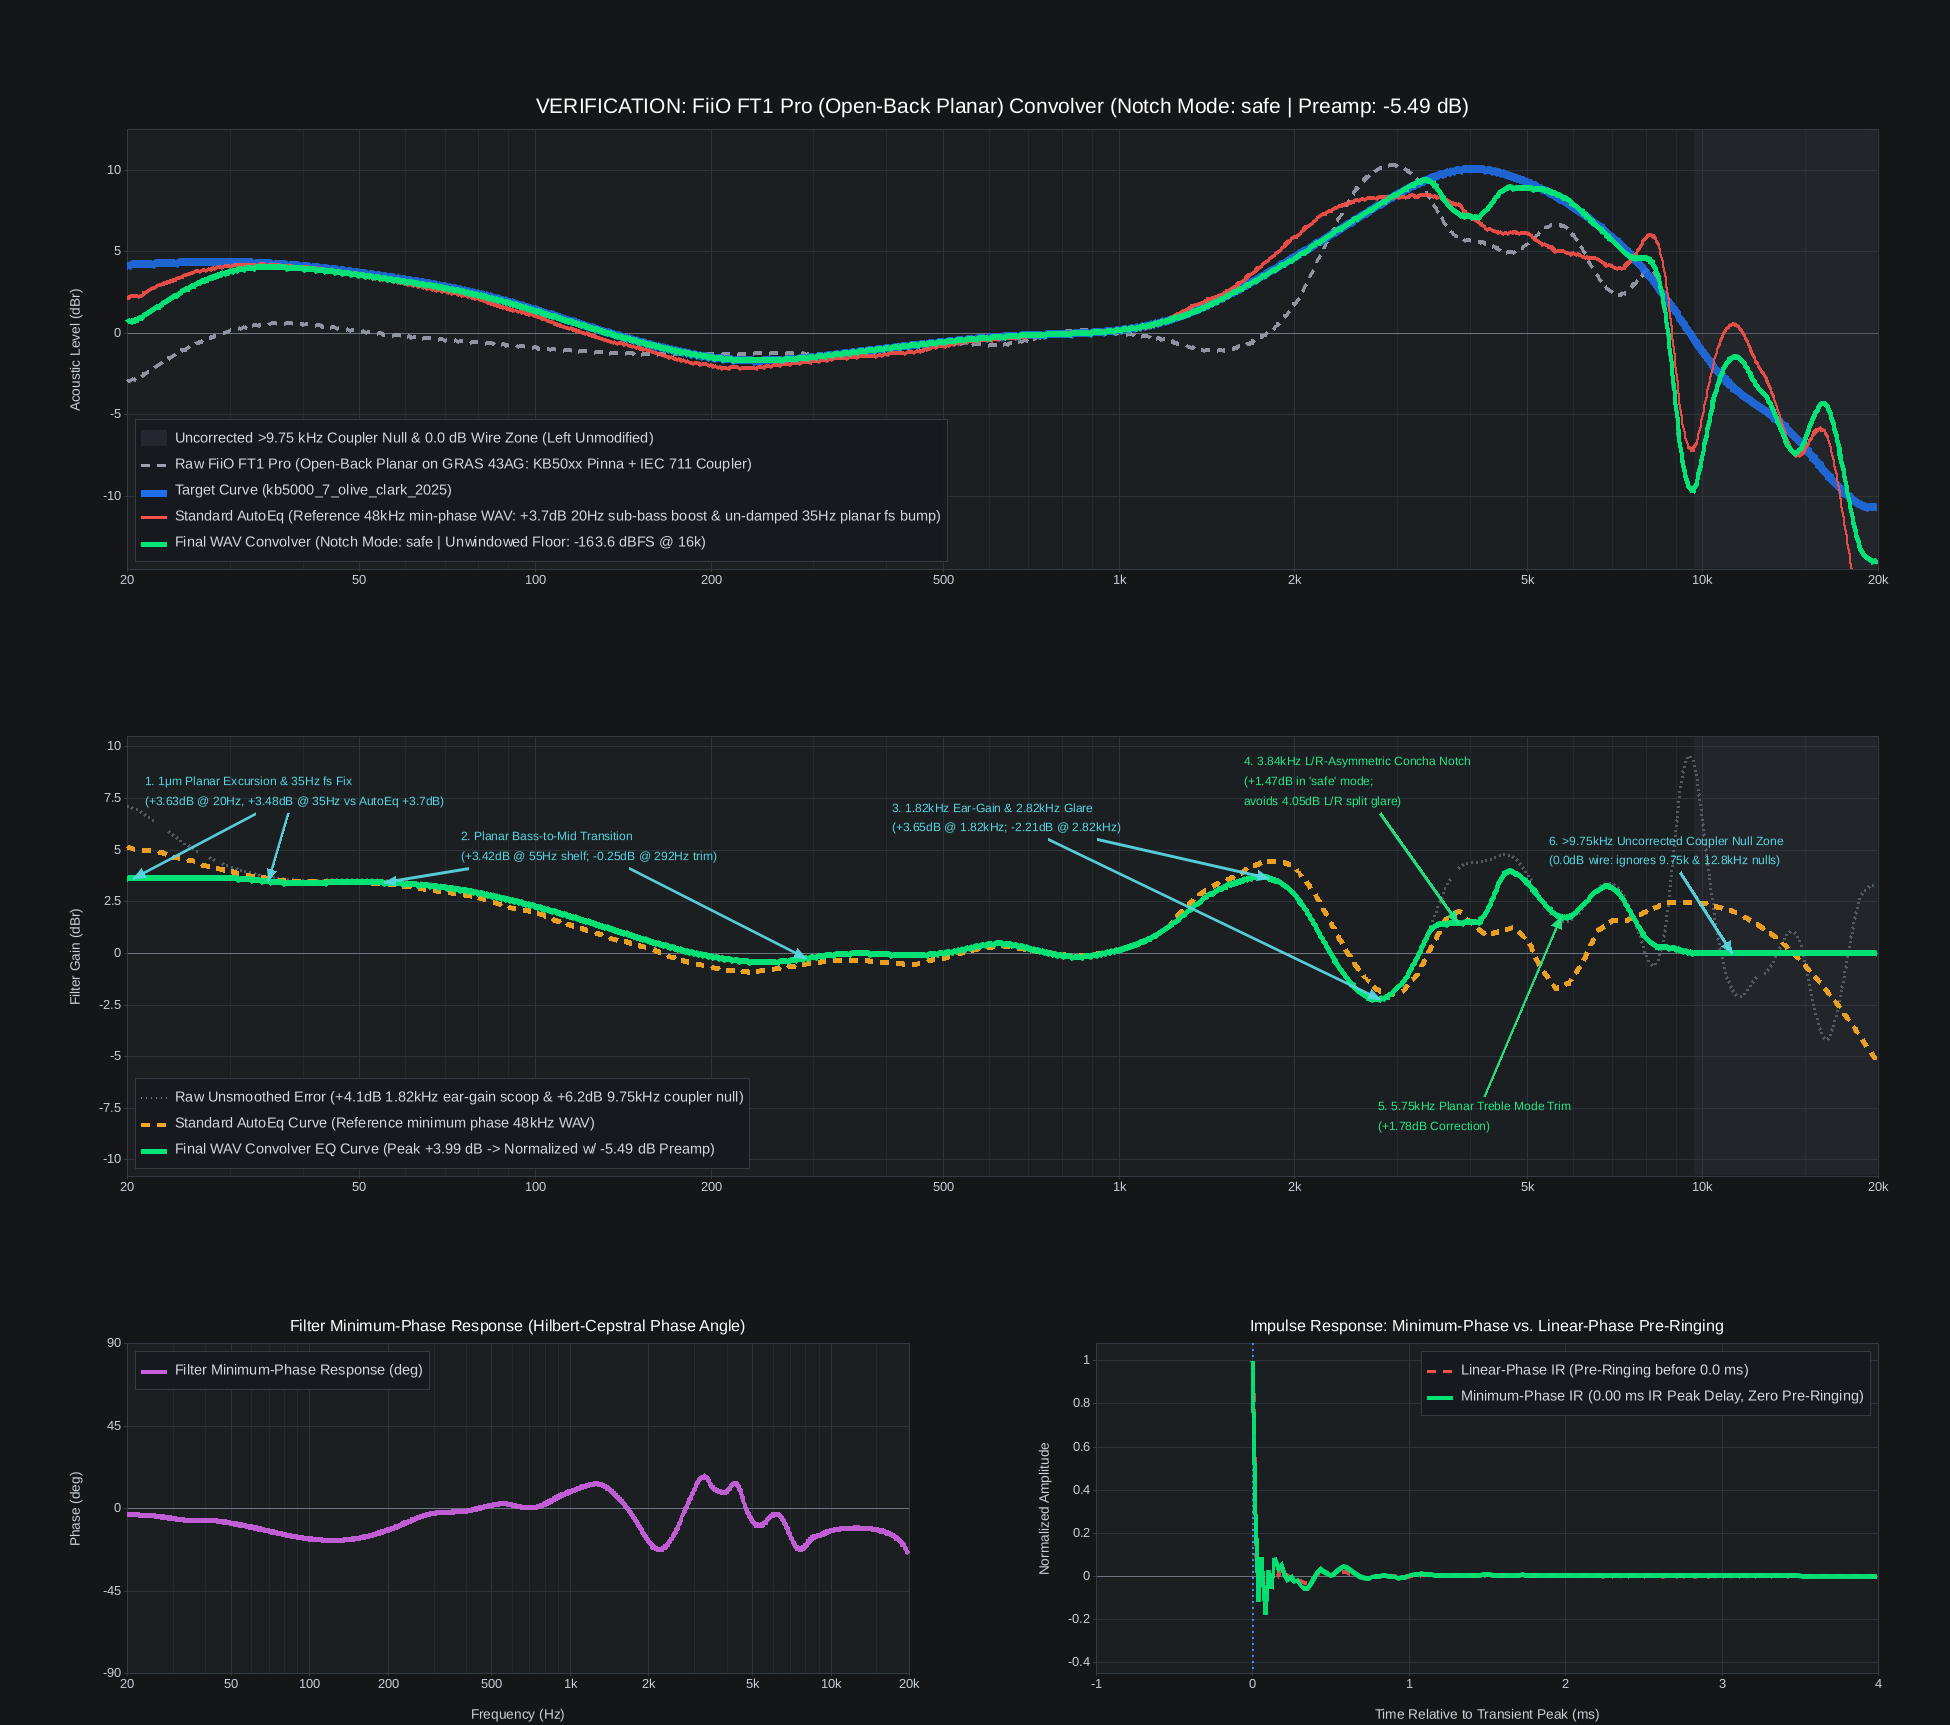 VERIFICATION: FiiO FT1 Pro (Open-Back Planar) Convolver (Notch Mode: safe | Preamp: -5.49 dB)
Acoustic Level (dBr)
10
5
0
-5
-10
Uncorrected >9.75 kHz Coupler Null & 0.0 dB Wire Zone (Left Unmodified)
Raw FiiO FT1 Pro (Open-Back Planar on GRAS 43AG: KB50xx Pinna + IEC 711 Coupler)
Target Curve (kb5000_7_olive_clark_2025)
Standard AutoEq (Reference 48kHz min-phase WAV: +3.7dB 20Hz sub-bass boost & un-damped 35Hz planar fs bump)
Final WAV Convolver (Notch Mode: safe | Unwindowed Floor: -163.6 dBFS @ 16k)
20 50 100 200 500 1k 2k 5k 10k 20k
Filter Gain (dBr)
10
7.5
5
2.5
0
-2.5
-5
-7.5
-10
1. 1µm Planar Excursion & 35Hz fs Fix
(+3.63dB @ 20Hz, +3.48dB @ 35Hz vs AutoEq +3.7dB)
2. Planar Bass-to-Mid Transition
(+3.42dB @ 55Hz shelf; -0.25dB @ 292Hz trim)
3. 1.82kHz Ear-Gain & 2.82kHz Glare
(+3.65dB @ 1.82kHz; -2.21dB @ 2.82kHz)
4. 3.84kHz L/R-Asymmetric Concha Notch
(+1.47dB in 'safe' mode;
avoids 4.05dB L/R split glare)
6. >9.75kHz Uncorrected Coupler Null Zone
(0.0dB wire: ignores 9.75k & 12.8kHz nulls)
5. 5.75kHz Planar Treble Mode Trim
(+1.78dB Correction)
Raw Unsmoothed Error (+4.1dB 1.82kHz ear-gain scoop & +6.2dB 9.75kHz coupler null)
Standard AutoEq Curve (Reference minimum phase 48kHz WAV)
Final WAV Convolver EQ Curve (Peak +3.99 dB -> Normalized w/ -5.49 dB Preamp)
20 50 100 200 500 1k 2k 5k 10k 20k
Filter Minimum-Phase Response (Hilbert-Cepstral Phase Angle)
Phase (deg)
90
45
0
-45
-90
Filter Minimum-Phase Response (deg)
20 50 100 200 500 1k 2k 5k 10k 20k
Frequency (Hz)
Impulse Response: Minimum-Phase vs. Linear-Phase Pre-Ringing
Normalized Amplitude
1
0.8
0.6
0.4
0.2
0
-0.2
-0.4
Linear-Phase IR (Pre-Ringing before 0.0 ms)
Minimum-Phase IR (0.00 ms IR Peak Delay, Zero Pre-Ringing)
-1 0 1 2 3 4
Time Relative to Transient Peak (ms)